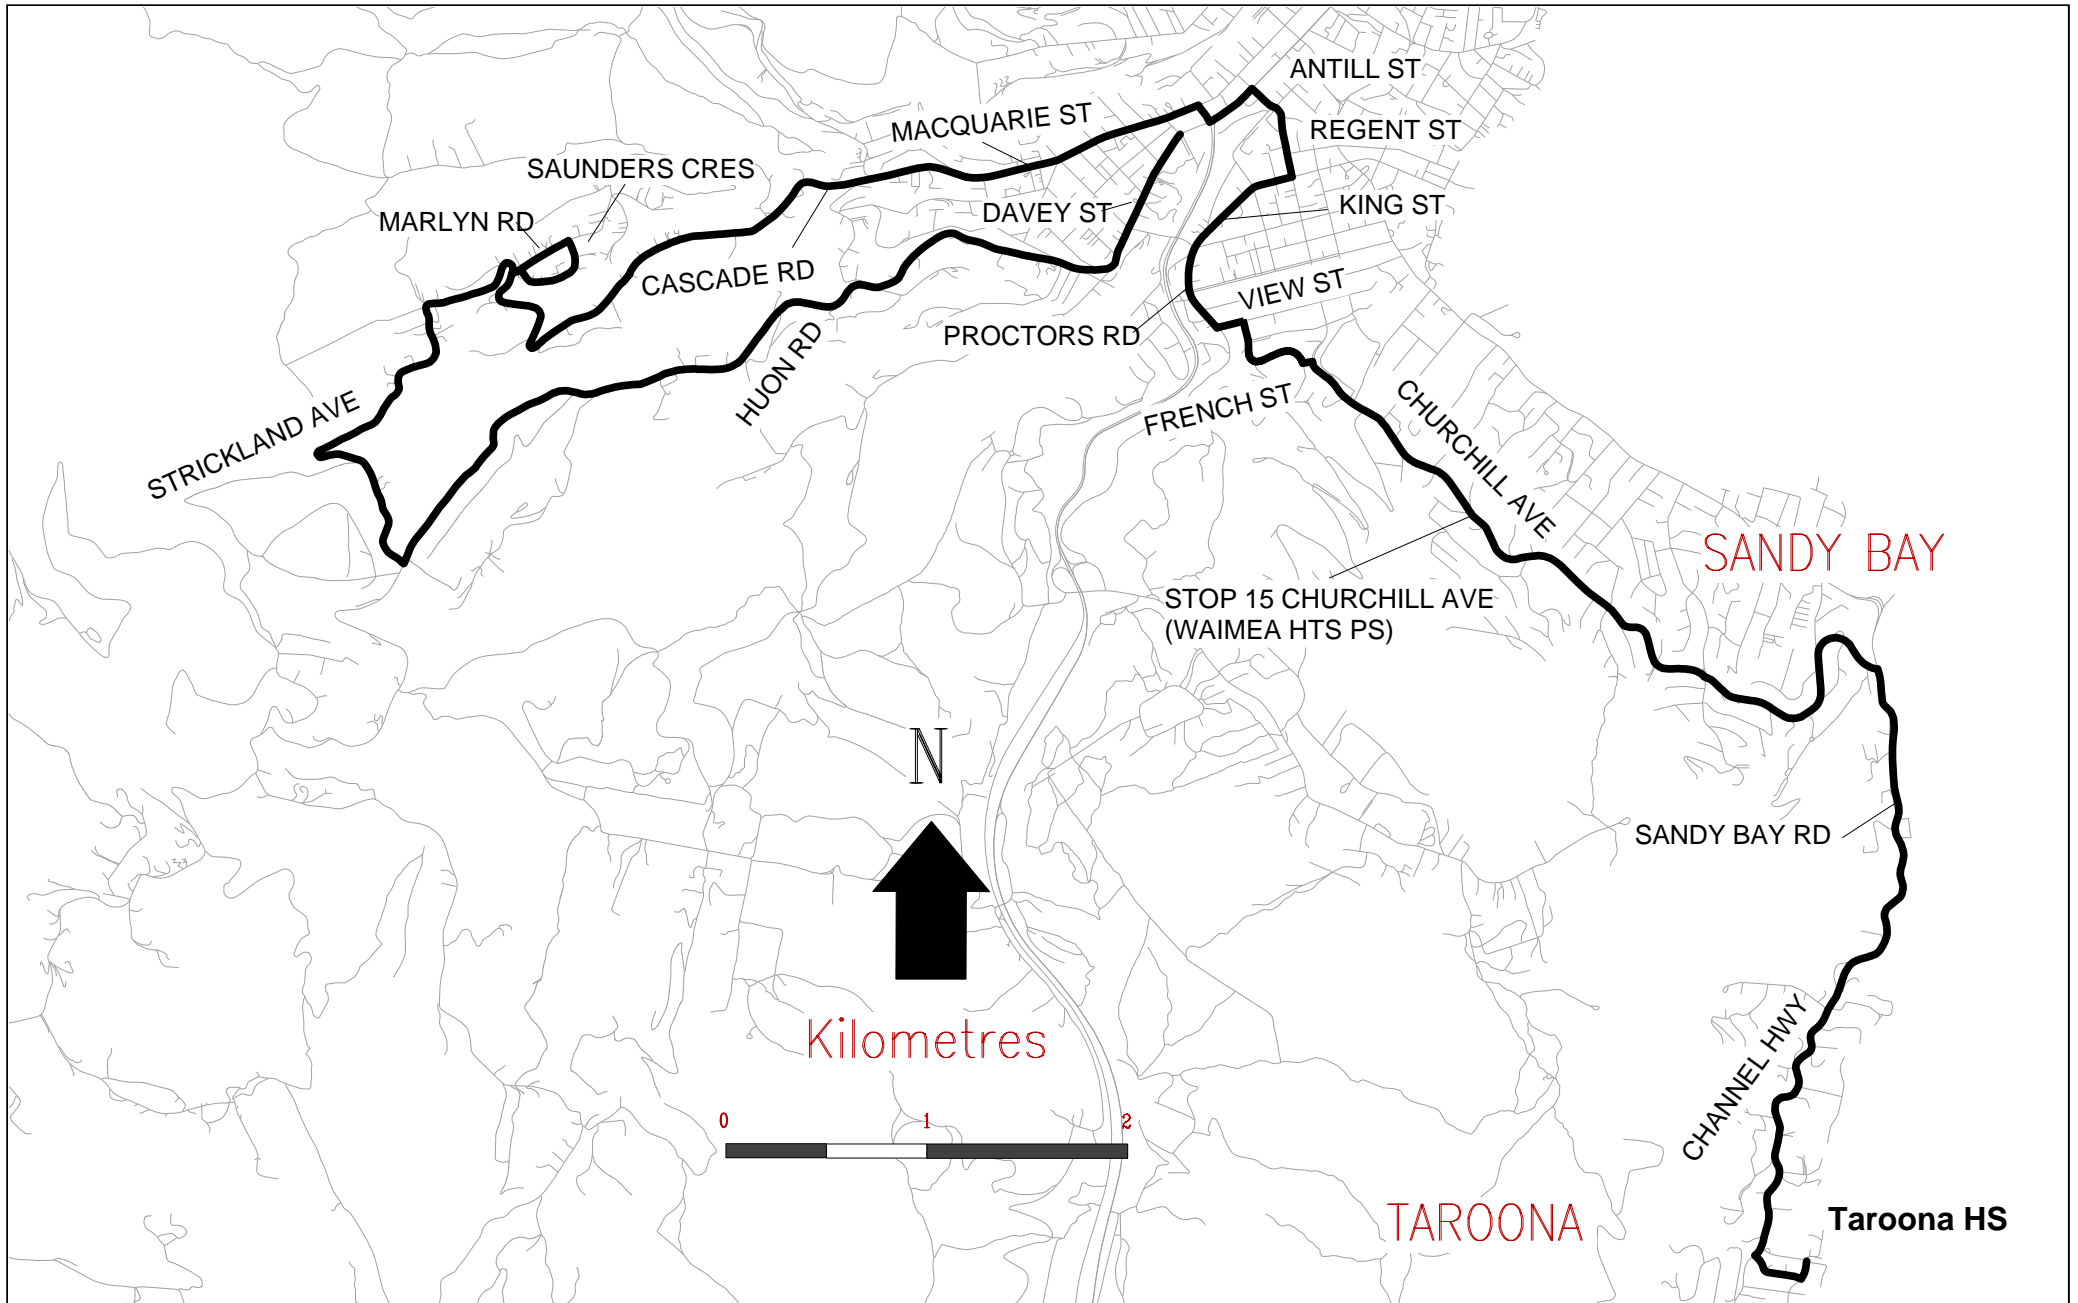 ANTILL ST
MACQUARIE ST
REGENT ST
SAUNDERS CRES
KING ST
MARLYN RD
DAVEY ST
CASCADE RD
VIEW ST
PROCTORS RD
HUON RD
FRENCH ST
STRICKLAND AVE
CHURCHILL AVE
SANDY BAY
STOP 15 CHURCHILL AVE
(WAIMEA HTS PS)
N
SANDY BAY RD
Kilometres
CHANNEL HWY
0 1 2
TAROONA
Taroona HS